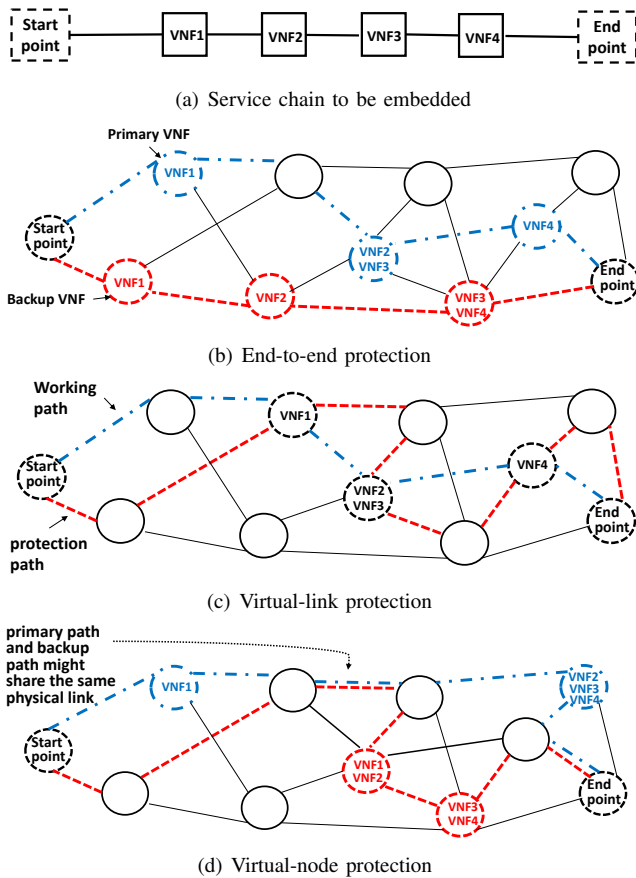 Start
point
VNF1
VNF2
VNF3
VNF4
End
point
(a) Service chain to be embedded
Primary VNF
VNF1
Start
point
VNF2
VNF3
VNF4
Backup VNF
VNF1
VNF2
VNF3
VNF4
End
point
(b) End-to-end protection
Working
path
VNF1
Start
point
VNF2
VNF3
VNF4
protection
path
End
point
(c) Virtual-link protection
primary path
and backup
path might
share the same
physical link
VNF1
VNF2
VNF3
VNF4
Start
point
VNF1
VNF2
VNF3
VNF4
End
point
(d) Virtual-node protection